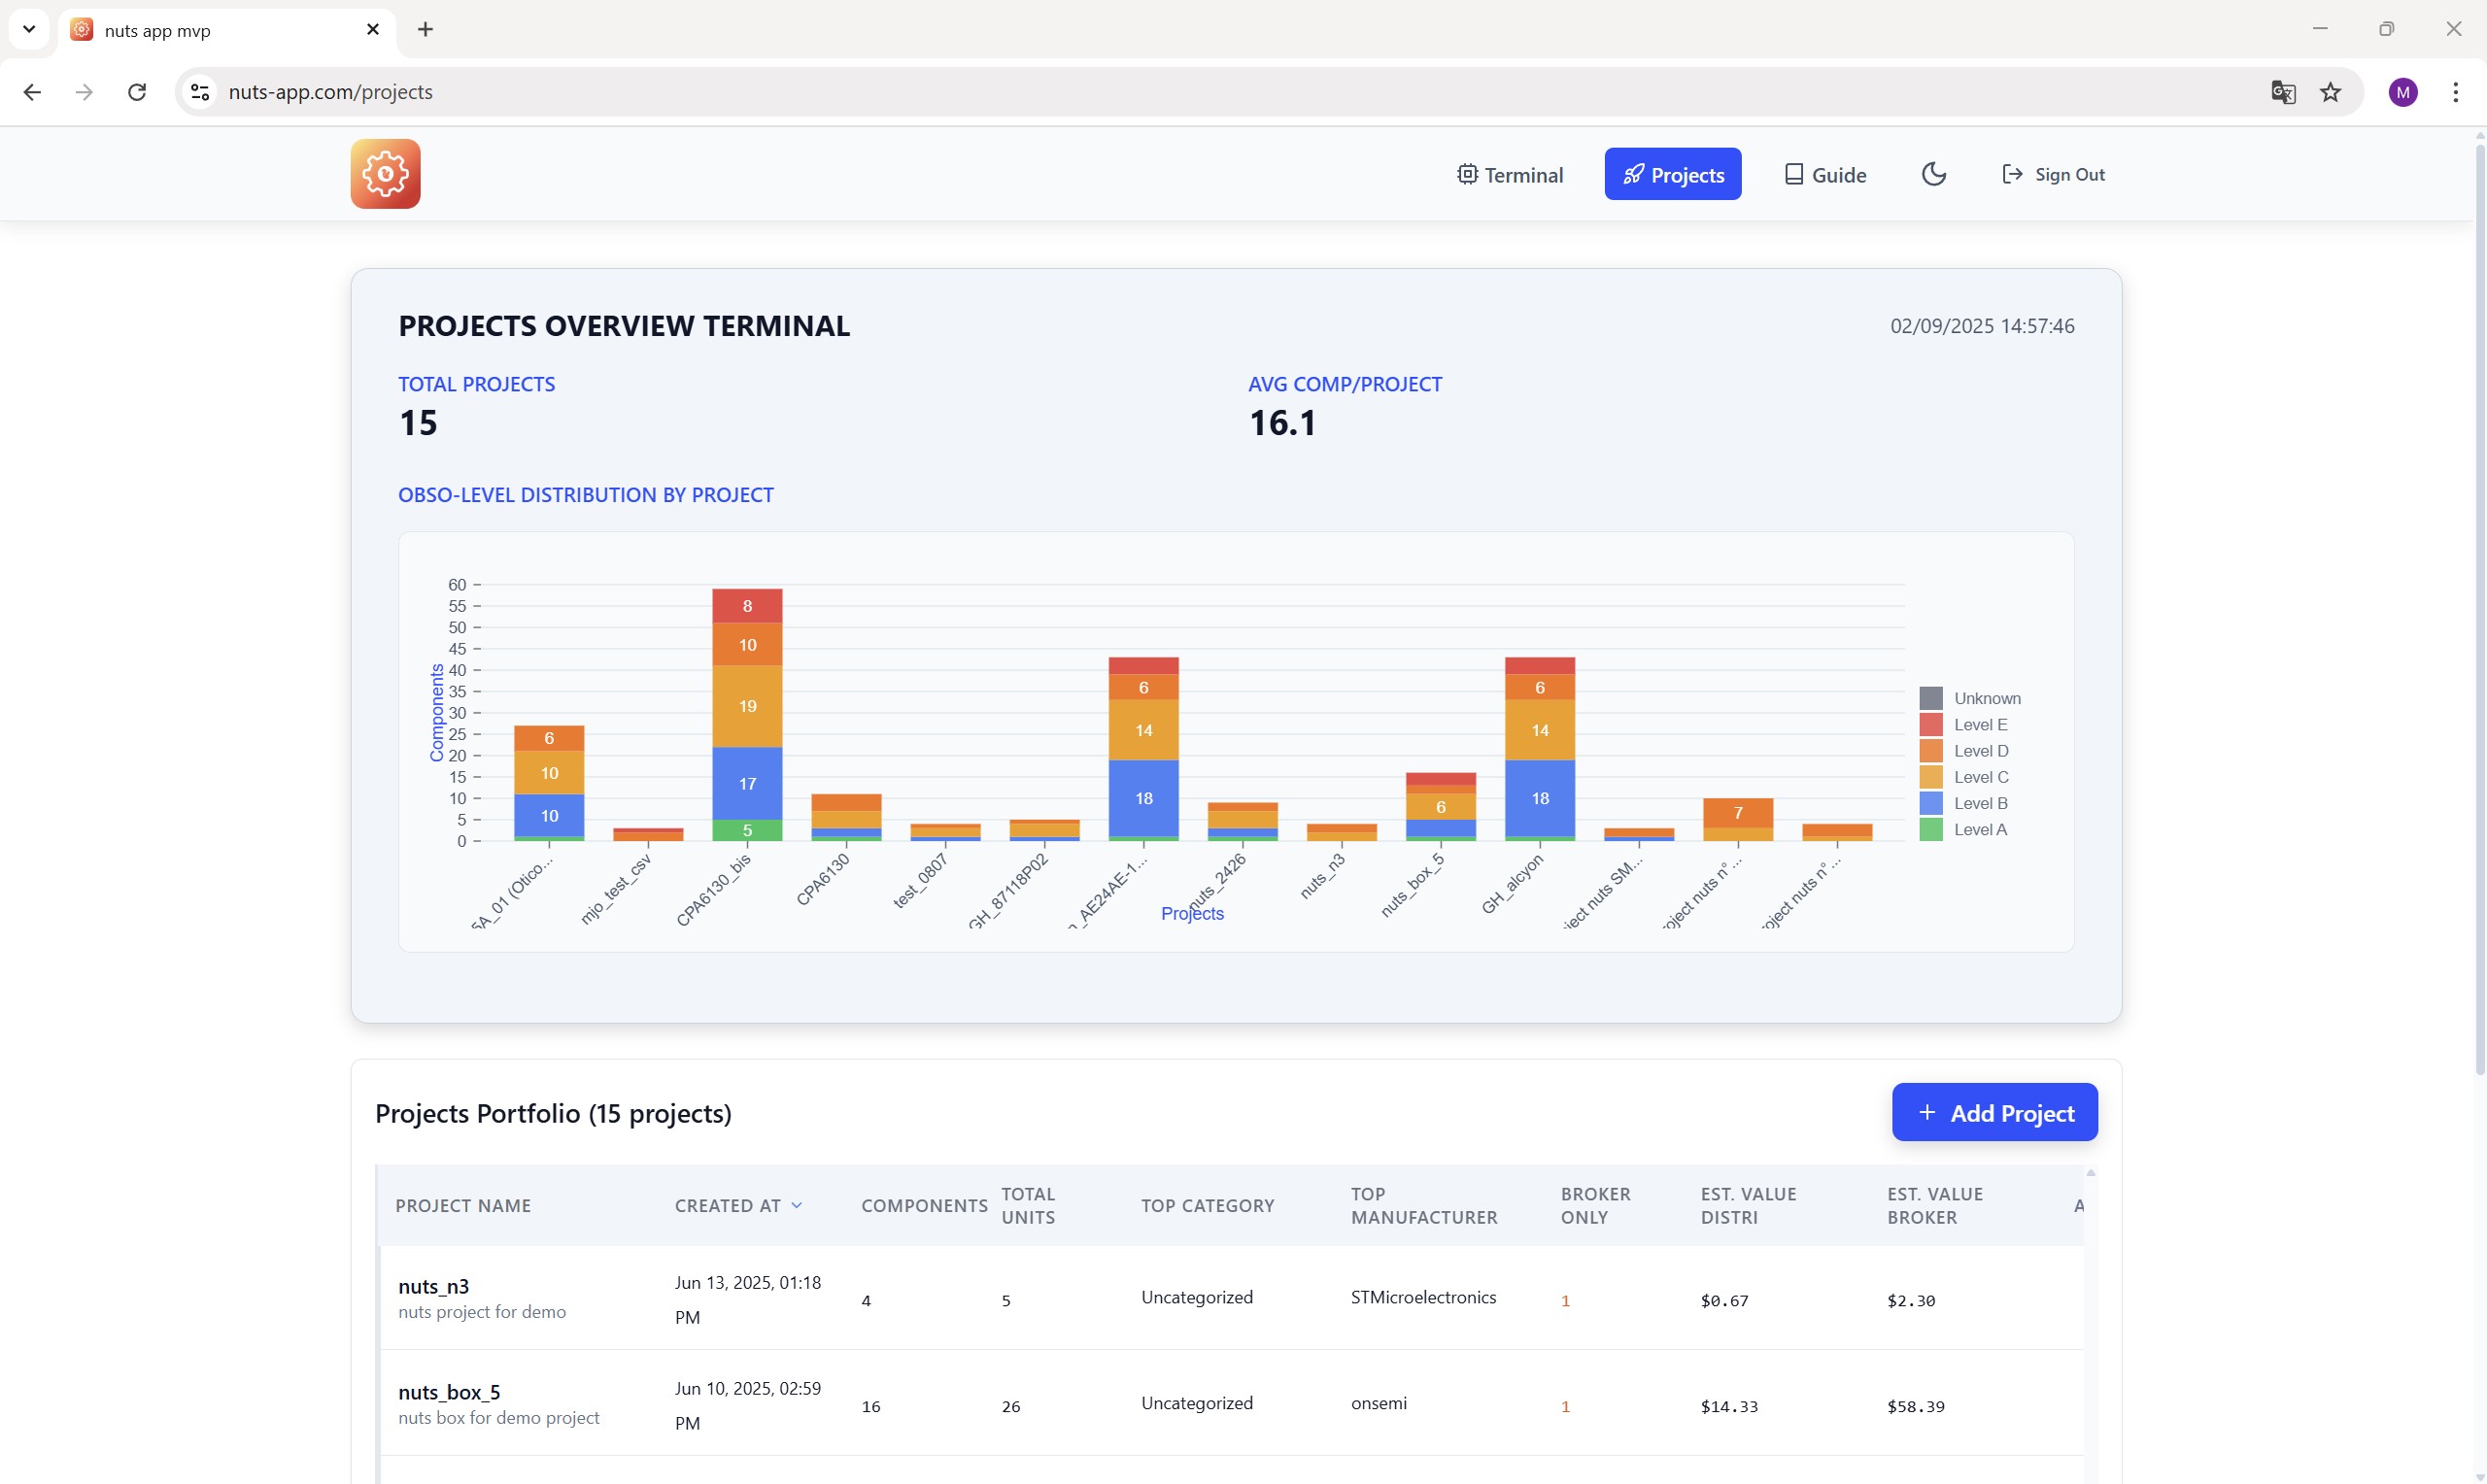 nuts app mvp
nuts-app.com/projects
M
Terminal
Projects
Guide
Sign Out
PROJECTS OVERVIEW TERMINAL
02/09/2025 14:57:46
TOTAL PROJECTS
15
AVG COMP/PROJECT
16.1
OBSO-LEVEL DISTRIBUTION BY PROJECT
Components
60
55
50
45
40
35
30
25
20
15
10
5
0
6
10
10
8
10
19
17
5
6
14
18
6
6
14
18
7
Unknown
Level E
Level D
Level C
Level B
Level A
5A_01 (Otico...
mjo_test_csv
CPA6130_bis
CPA6130
test_0807
GH_87118P02
_AE24AE-1...
nuts_2426
nuts_n3
nuts_box_5
GH_alcyon
ject nuts SM...
oject nuts n° ...
oject nuts n° ...
Projects
Projects Portfolio (15 projects)
+ Add Project
PROJECT NAME
CREATED AT
COMPONENTS
TOTAL UNITS
TOP CATEGORY
TOP MANUFACTURER
BROKER ONLY
EST. VALUE DISTRI
EST. VALUE BROKER
A
nuts_n3
nuts project for demo
Jun 13, 2025, 01:18 PM
4
5
Uncategorized
STMicroelectronics
1
$0.67
$2.30
nuts_box_5
nuts box for demo project
Jun 10, 2025, 02:59 PM
16
26
Uncategorized
onsemi
1
$14.33
$58.39